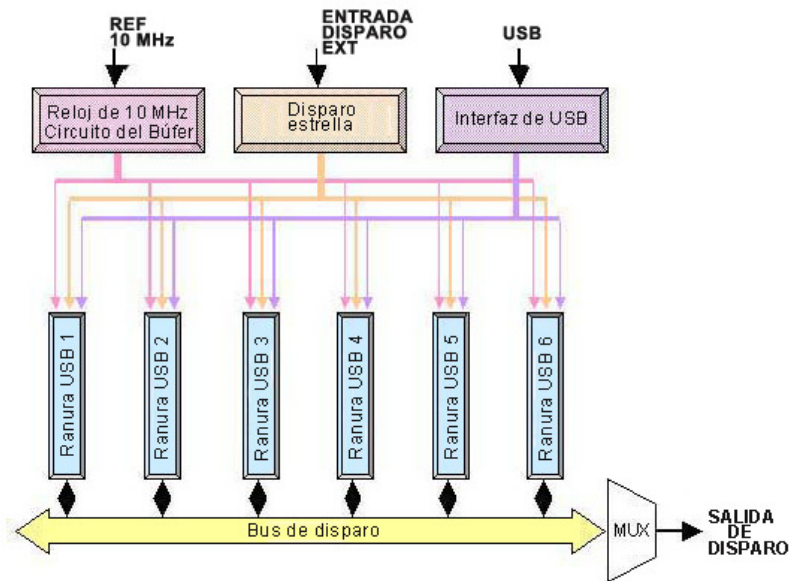 REF
10 MHz
ENTRADA
DISPARO
EXT
USB
Reloj de 10 MHz
Circuito del Búfer
Disparo
estrella
Interfaz de USB
Ranura USB 1
Ranura USB 2
Ranura USB 3
Ranura USB 4
Ranura USB 5
Ranura USB 6
Bus de disparo
MUX
SALIDA
DE
DISPARO